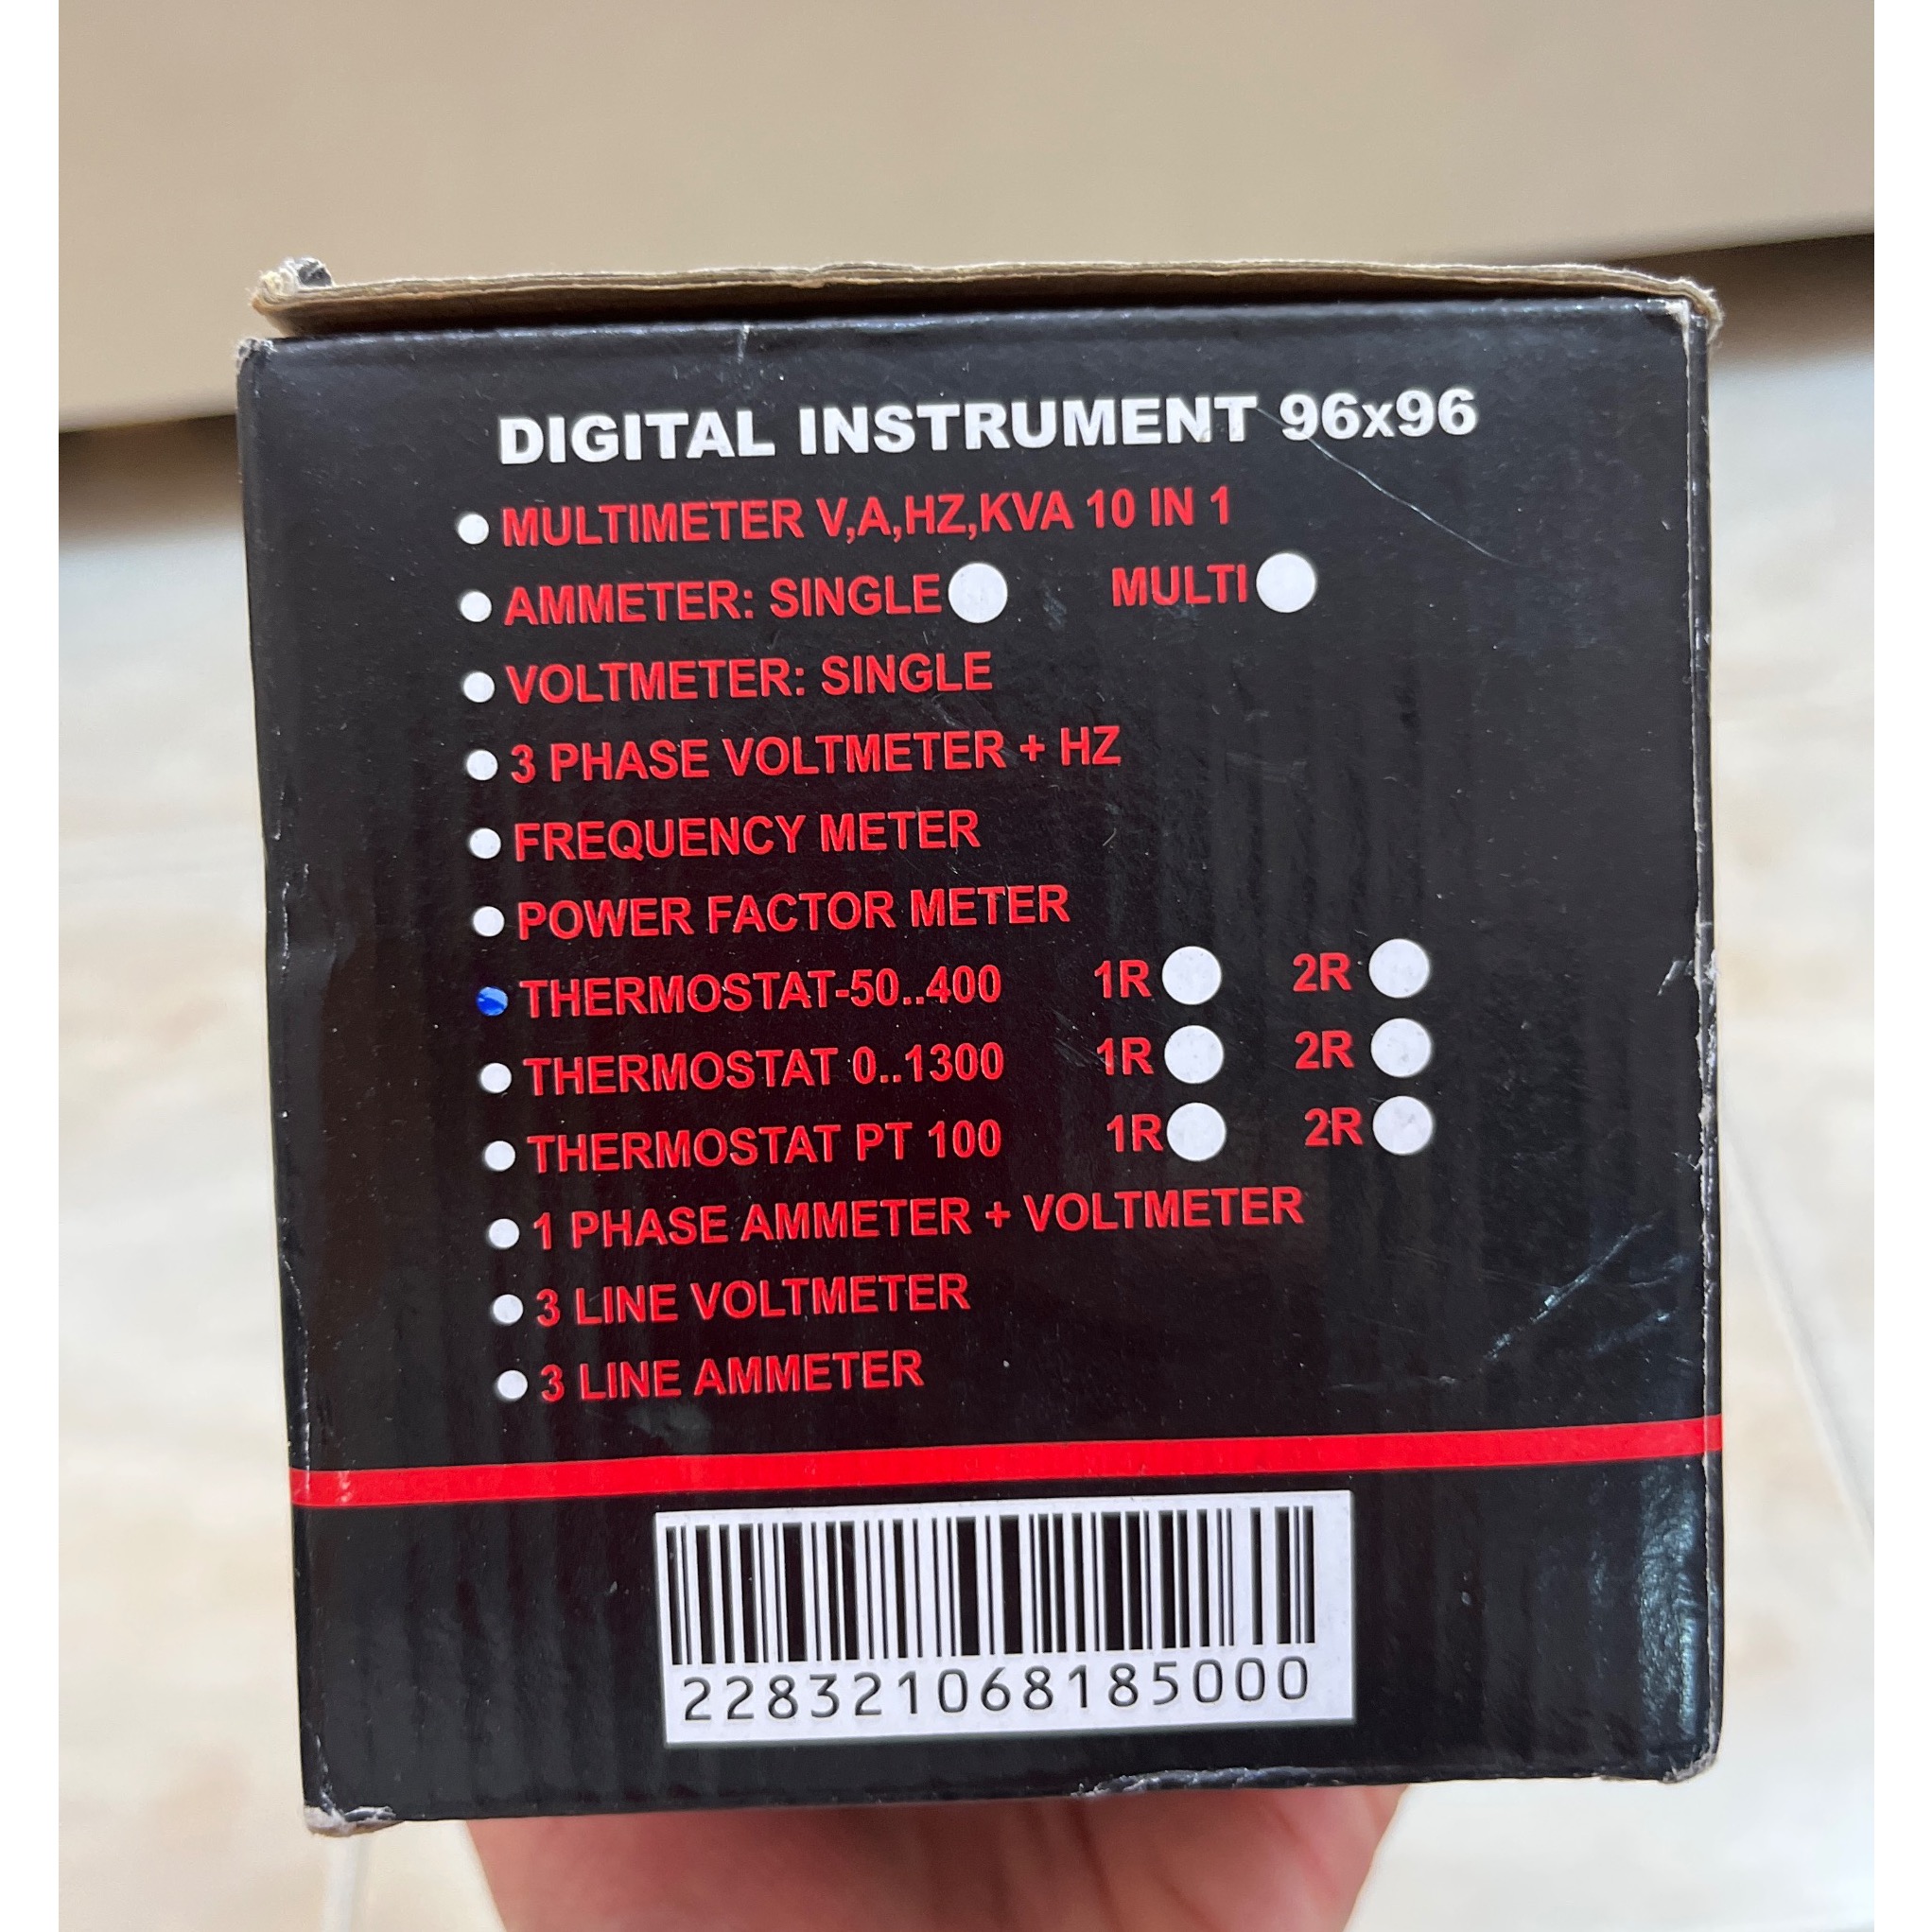 DIGITAL INSTRUMENT 96x96
MULTIMETER V,A,HZ,KVA 10 IN 1
AMMETER: SINGLE MULTI
VOLTMETER: SINGLE
3 PHASE VOLTMETER + HZ
FREQUENCY METER
POWER FACTOR METER
THERMOSTAT-50..400 1R 2R
THERMOSTAT 0..1300 1R 2R
THERMOSTAT PT 100 1R 2R
1 PHASE AMMETER + VOLTMETER
3 LINE VOLTMETER
3 LINE AMMETER
228321068185000